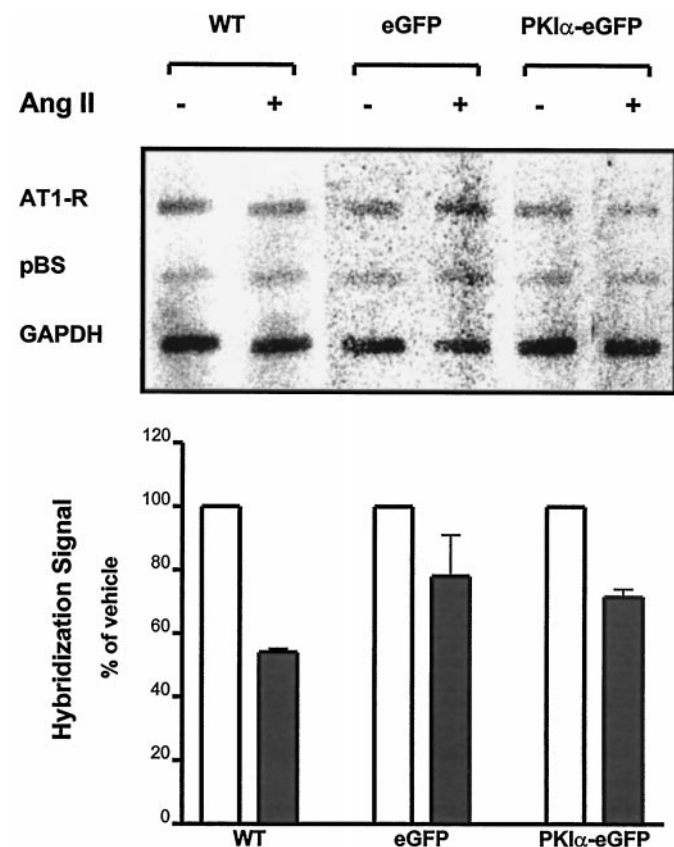 WT eGFP PKIα-eGFP
Ang II - + - + - +
AT1-R
pBS
GAPDH
120
100
80
60
40
20
0
Hybridization Signal
% of vehicle
WT eGFP PKIα-eGFP